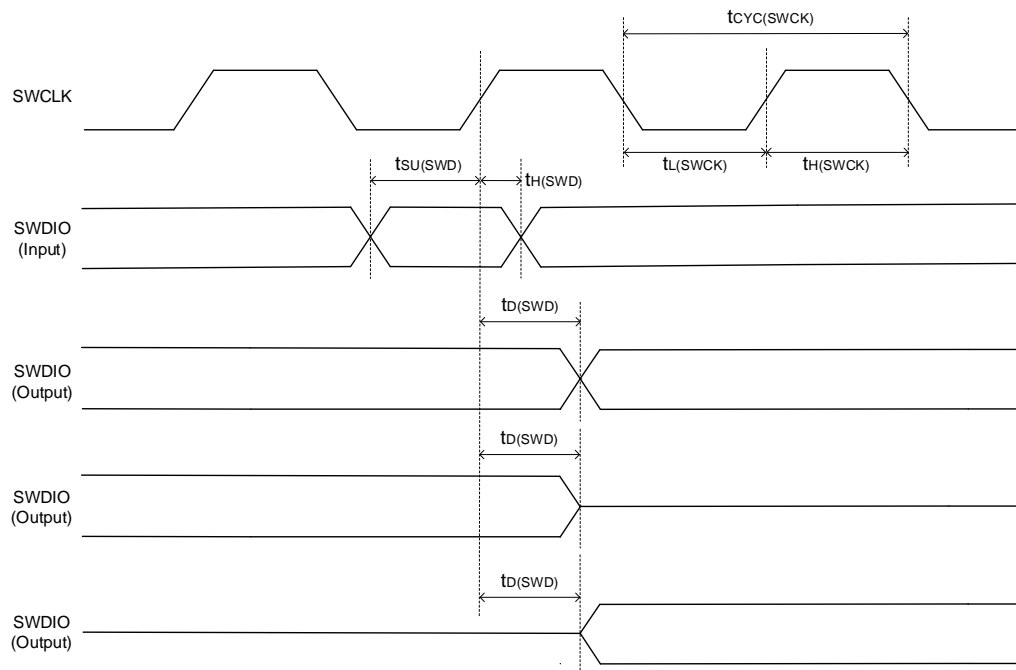 tCYC(SWCK)
SWCLK
tSU(SWD)
tH(SWD)
tL(SWCK)
tH(SWCK)
SWDIO
(Input)
tD(SWD)
SWDIO
(Output)
tD(SWD)
SWDIO
(Output)
tD(SWD)
SWDIO
(Output)